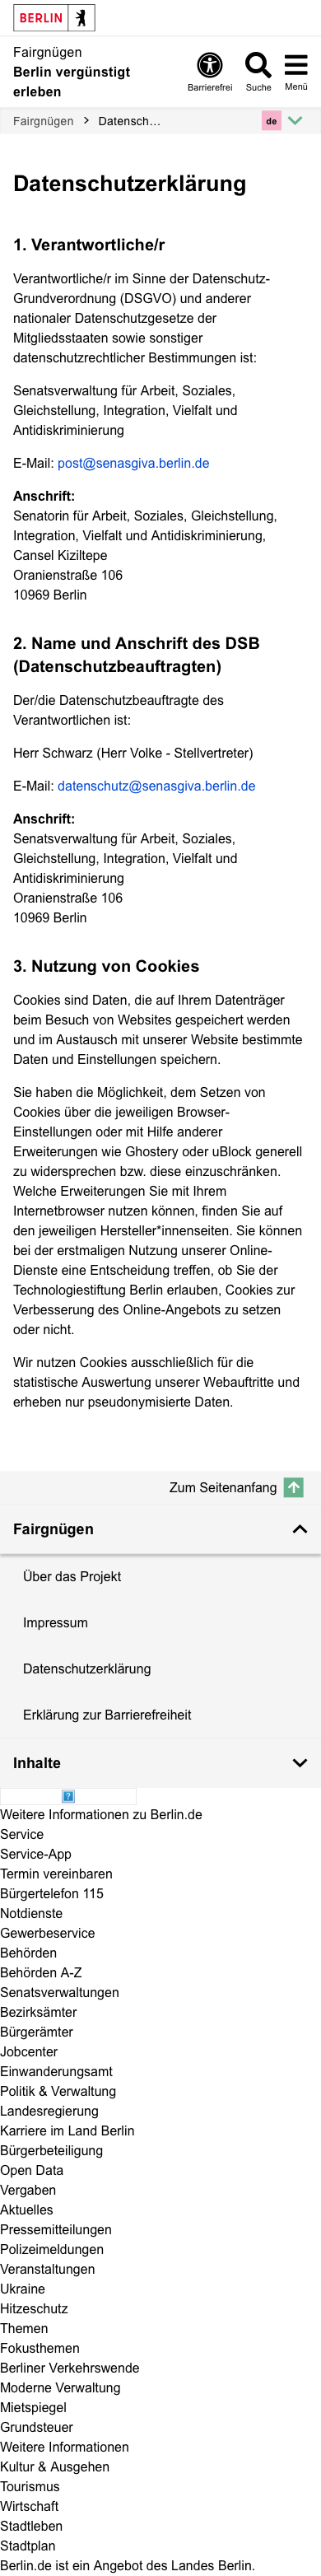 BERLIN
Fairgnügen
Berlin vergünstigt
erleben
Barrierefrei
Suche
Menü
Fairgnügen
Datensch…
de
Datenschutzerklärung
1. Verantwortliche/r
Verantwortliche/r im Sinne der Datenschutz-
Grundverordnung (DSGVO) und anderer
nationaler Datenschutzgesetze der
Mitgliedsstaaten sowie sonstiger
datenschutzrechtlicher Bestimmungen ist:
Senatsverwaltung für Arbeit, Soziales,
Gleichstellung, Integration, Vielfalt und
Antidiskriminierung
E-Mail: post@senasgiva.berlin.de
Anschrift:
Senatorin für Arbeit, Soziales, Gleichstellung,
Integration, Vielfalt und Antidiskriminierung,
Cansel Kiziltepe
Oranienstraße 106
10969 Berlin
2. Name und Anschrift des DSB
(Datenschutzbeauftragten)
Der/die Datenschutzbeauftragte des
Verantwortlichen ist:
Herr Schwarz (Herr Volke - Stellvertreter)
E-Mail: datenschutz@senasgiva.berlin.de
Anschrift:
Senatsverwaltung für Arbeit, Soziales,
Gleichstellung, Integration, Vielfalt und
Antidiskriminierung
Oranienstraße 106
10969 Berlin
3. Nutzung von Cookies
Cookies sind Daten, die auf Ihrem Datenträger
beim Besuch von Websites gespeichert werden
und im Austausch mit unserer Website bestimmte
Daten und Einstellungen speichern.
Sie haben die Möglichkeit, dem Setzen von
Cookies über die jeweiligen Browser-
Einstellungen oder mit Hilfe anderer
Erweiterungen wie Ghostery oder uBlock generell
zu widersprechen bzw. diese einzuschränken.
Welche Erweiterungen Sie mit Ihrem
Internetbrowser nutzen können, finden Sie auf
den jeweiligen Hersteller*innenseiten. Sie können
bei der erstmaligen Nutzung unserer Online-
Dienste eine Entscheidung treffen, ob Sie der
Technologiestiftung Berlin erlauben, Cookies zur
Verbesserung des Online-Angebots zu setzen
oder nicht.
Wir nutzen Cookies ausschließlich für die
statistische Auswertung unserer Webauftritte und
erheben nur pseudonymisierte Daten.
Zum Seitenanfang
Fairgnügen
Über das Projekt
Impressum
Datenschutzerklärung
Erklärung zur Barrierefreiheit
Inhalte
Weitere Informationen zu Berlin.de
Service
Service-App
Termin vereinbaren
Bürgertelefon 115
Notdienste
Gewerbeservice
Behörden
Behörden A-Z
Senatsverwaltungen
Bezirksämter
Bürgerämter
Jobcenter
Einwanderungsamt
Politik & Verwaltung
Landesregierung
Karriere im Land Berlin
Bürgerbeteiligung
Open Data
Vergaben
Aktuelles
Pressemitteilungen
Polizeimeldungen
Veranstaltungen
Ukraine
Hitzeschutz
Themen
Fokusthemen
Berliner Verkehrswende
Moderne Verwaltung
Mietspiegel
Grundsteuer
Weitere Informationen
Kultur & Ausgehen
Tourismus
Wirtschaft
Stadtleben
Stadtplan
Berlin.de ist ein Angebot des Landes Berlin.